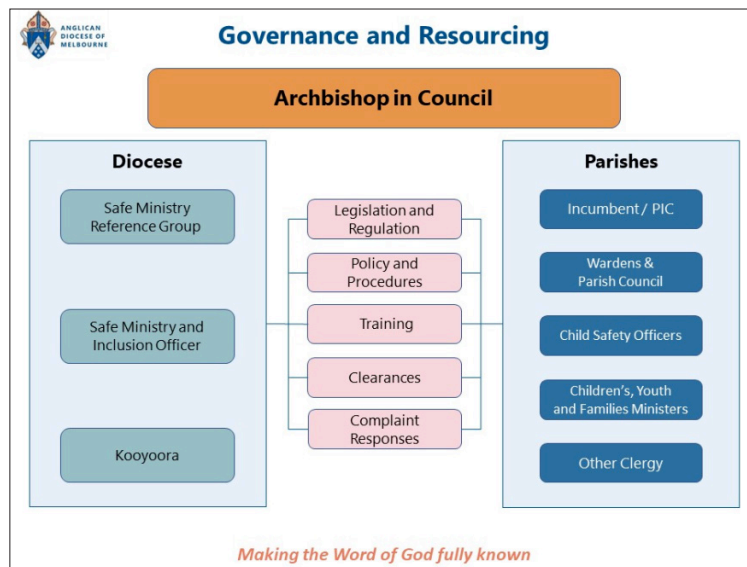 ANGLICAN
DIOCESE OF
MELBOURNE
Governance and Resourcing
Archbishop in Council
Diocese
Safe Ministry
Reference Group
Safe Ministry and
Inclusion Officer
Kooyoora
Legislation and
Regulation
Policy and
Procedures
Training
Clearances
Complaint
Responses
Parishes
Incumbent / PIC
Wardens &
Parish Council
Child Safety Officers
Children's, Youth
and Families Ministers
Other Clergy
Making the Word of God fully known